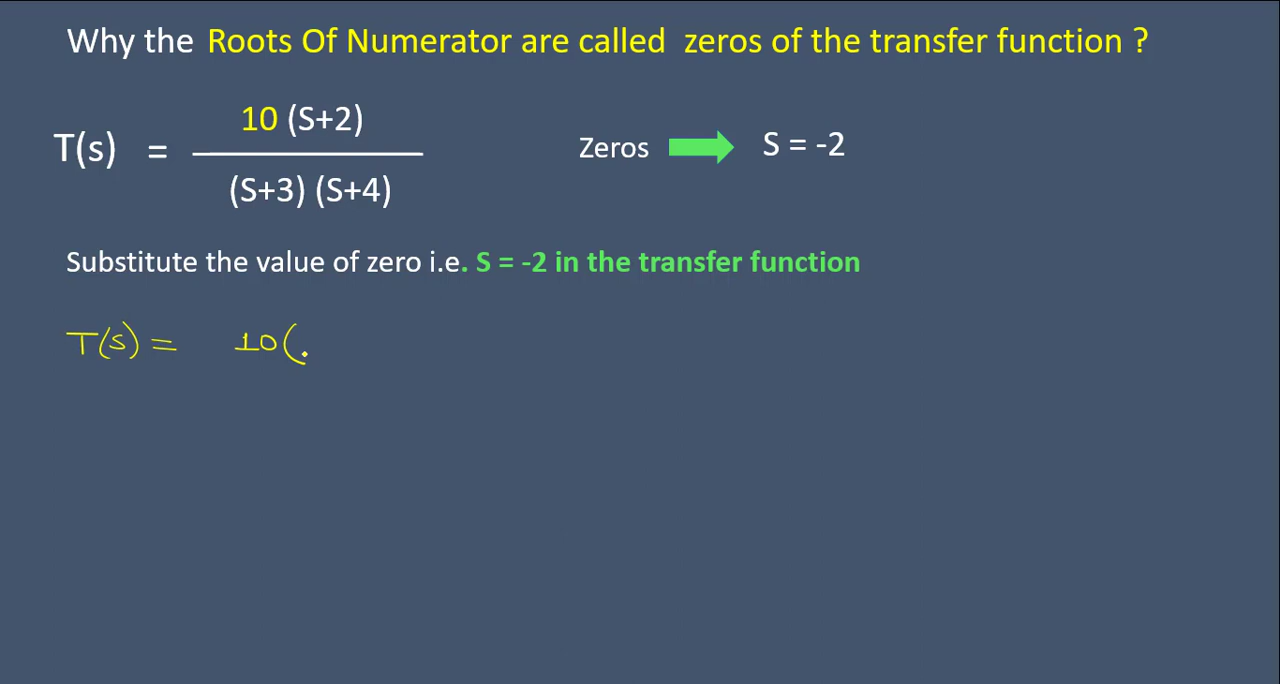 Why the Roots Of Numerator are called zeros of the transfer function ?
10 (S+2)
T(s) =
(S+3) (S+4)
Zeros S = -2
Substitute the value of zero i.e. S = -2 in the transfer function
T(s) = 10(